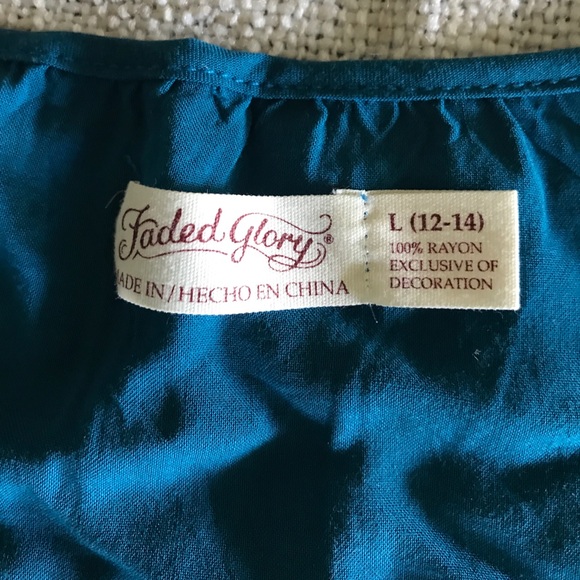 Faded Glory®
MADE IN / HECHO EN CHINA
L (12-14)
100% RAYON
EXCLUSIVE OF
DECORATION